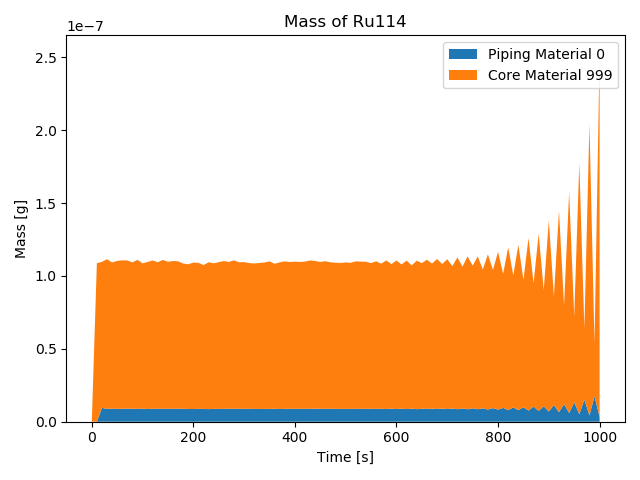 Mass of Ru114
1e−7
Piping Material 0
Core Material 999
Mass [g]
2.5
2.0
1.5
1.0
0.5
0.0
0
200
400
600
800
1000
Time [s]